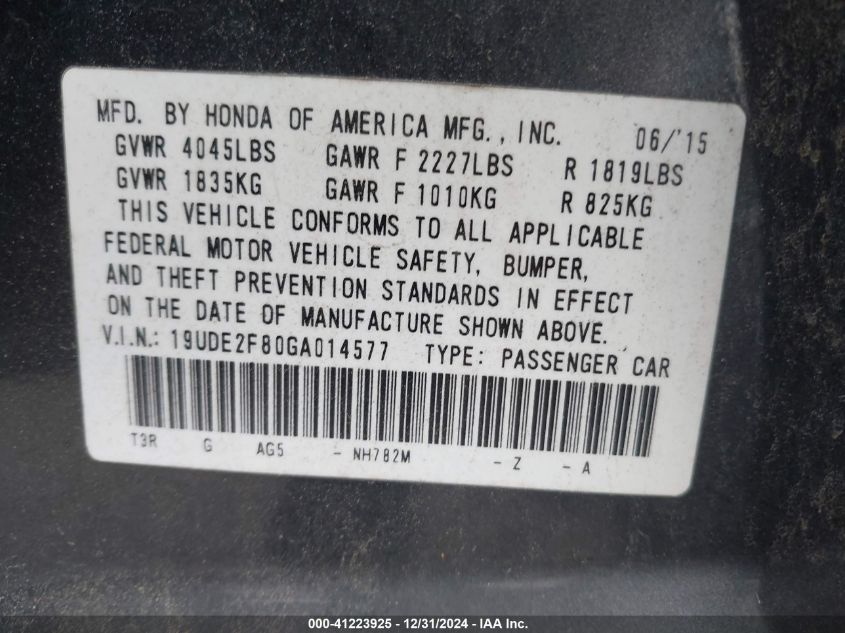 MFD. BY HONDA OF AMERICA MFG., INC. 06/'15
GVWR 4045LBS GAWR F 2227LBS R 1819LBS
GVWR 1835KG GAWR F 1010KG R 825KG
THIS VEHICLE CONFORMS TO ALL APPLICABLE
FEDERAL MOTOR VEHICLE SAFETY, BUMPER,
AND THEFT PREVENTION STANDARDS IN EFFECT
ON THE DATE OF MANUFACTURE SHOWN ABOVE.
V.I.N.: 19UDE2F80GA014577 TYPE: PASSENGER CAR
T3R G AG5 - NH782M - Z - A
000-41223925 - 12/31/2024 - IAA Inc.